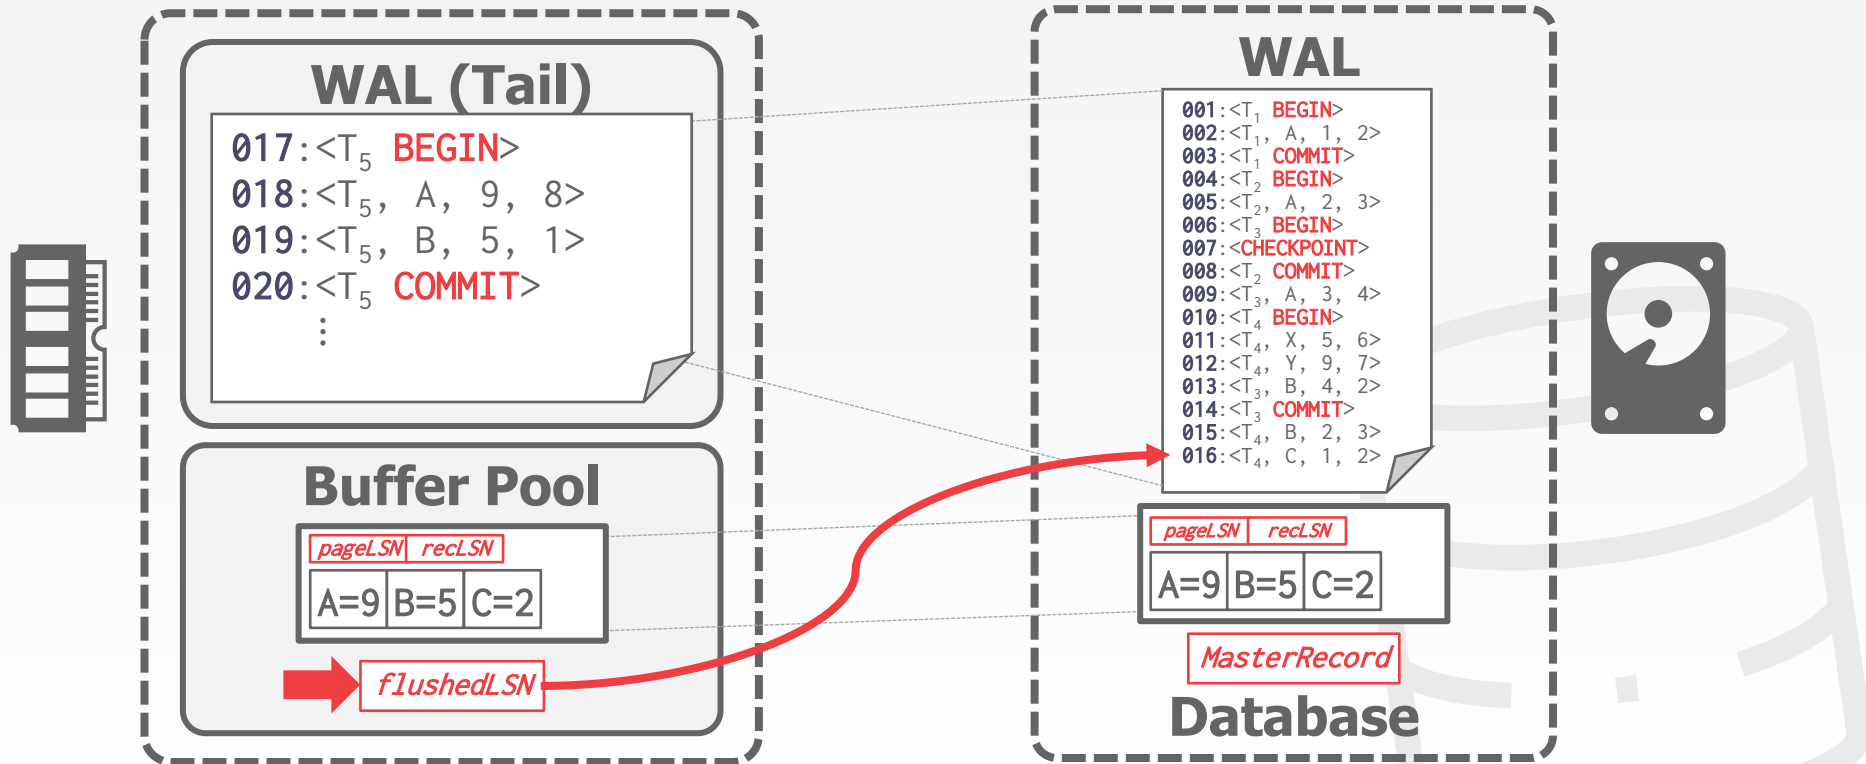 WAL (Tail)
017:<T5 BEGIN>
018:<T5, A, 9, 8>
019:<T5, B, 5, 1>
020:<T5 COMMIT>
⋮
Buffer Pool
pageLSN recLSN
A=9 B=5 C=2
flushedLSN
WAL
001:<T1 BEGIN>
002:<T1, A, 1, 2>
003:<T1 COMMIT>
004:<T2 BEGIN>
005:<T2, A, 2, 3>
006:<T3 BEGIN>
007:<CHECKPOINT>
008:<T2 COMMIT>
009:<T3, A, 3, 4>
010:<T4 BEGIN>
011:<T4, X, 5, 6>
012:<T4, Y, 9, 7>
013:<T3, B, 4, 2>
014:<T3 COMMIT>
015:<T4, B, 2, 3>
016:<T4, C, 1, 2>
pageLSN recLSN
A=9 B=5 C=2
MasterRecord
Database